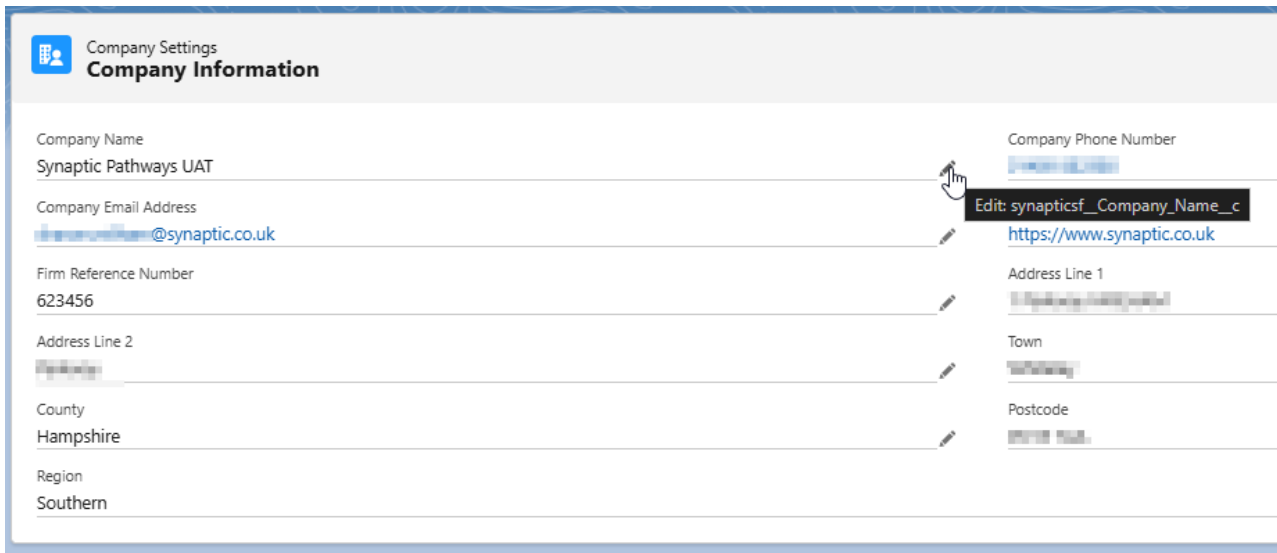 Company Settings
Company Information
Company Name
Synaptic Pathways UAT
Company Phone Number
Edit: synapticsf__Company_Name__c
Company Email Address
@synaptic.co.uk
https://www.synaptic.co.uk
Firm Reference Number
623456
Address Line 1
Address Line 2
Town
County
Hampshire
Postcode
Region
Southern